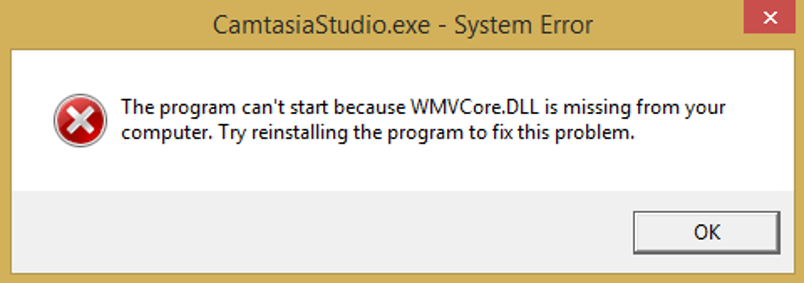 CamtasiaStudio.exe - System Error
The program can't start because WMVCore.DLL is missing from your
computer. Try reinstalling the program to fix this problem.
OK